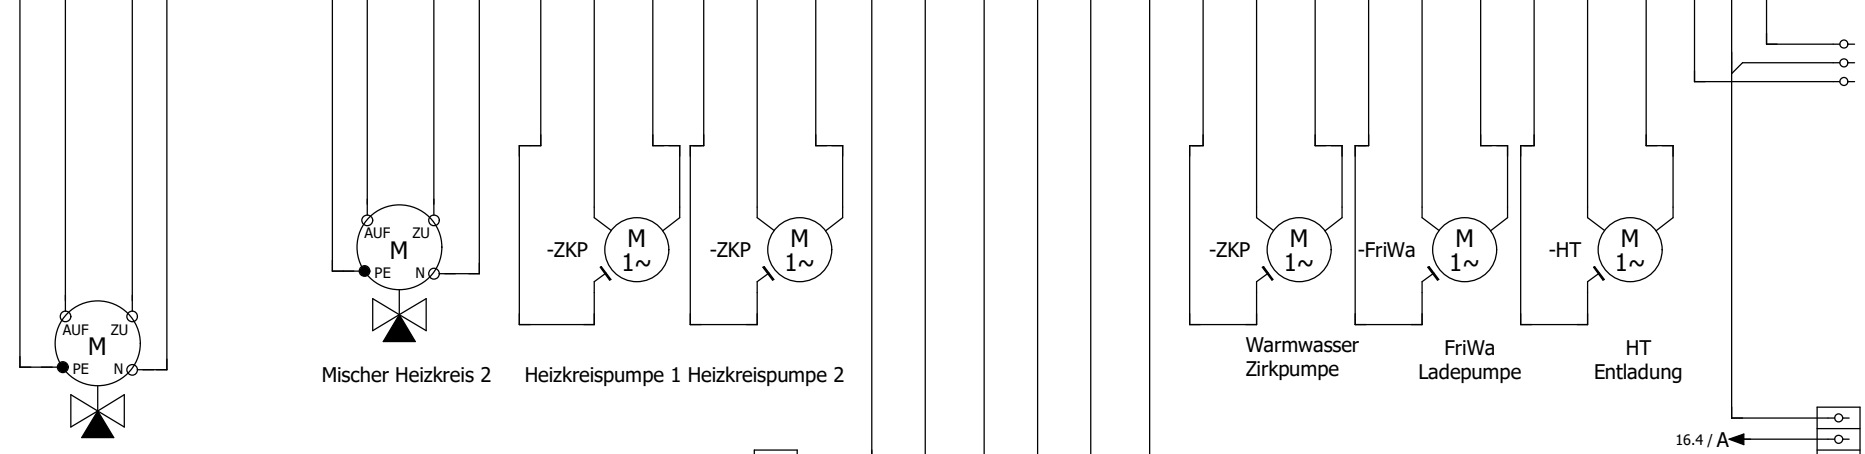 AUF ZU
M
PE N
AUF ZU
M
PE N
Mischer Heizkreis 2
-ZKP
M
1~
Heizkreispumpe 1
-ZKP
M
1~
Heizkreispumpe 2
-ZKP
M
1~
Warmwasser
Zirkpumpe
-FriWa
M
1~
FriWa
Ladepumpe
-HT
M
1~
HT
Entladung
16.4 / A